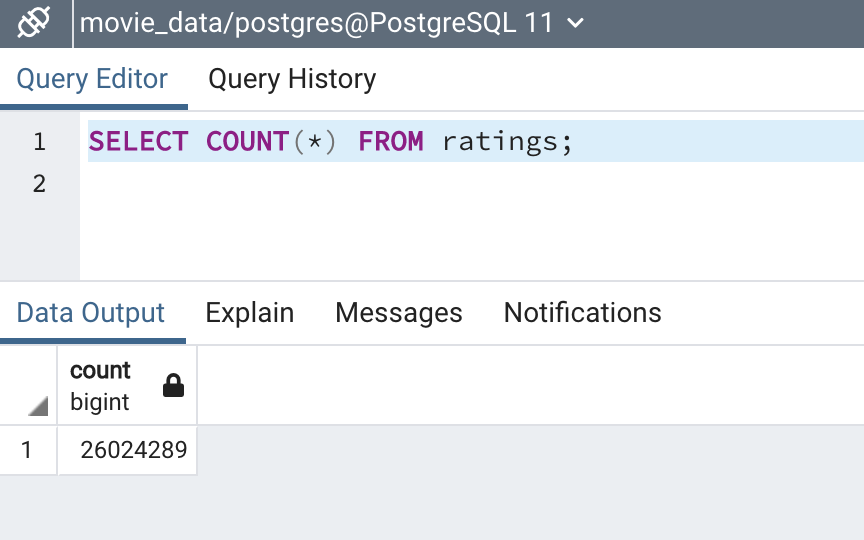 movie_data/postgres@PostgreSQL 11
Query Editor Query History
1 SELECT COUNT(*) FROM ratings;
2
Data Output Explain Messages Notifications
count
bigint
1 26024289